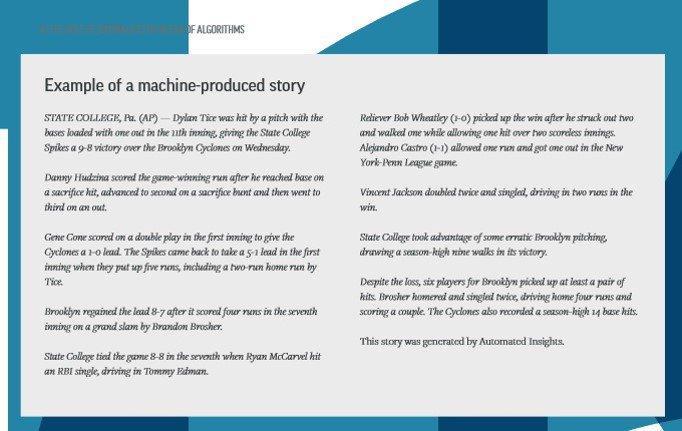 OF ALGORITHMS
Example of a machine-produced story
STATE COLLEGE, Pa. (AP) — Dylan Tice was hit by a pitch with the
bases loaded with one out in the 11th inning, giving the State College
Spikes a 9-8 victory over the Brooklyn Cyclones on Wednesday.
Danny Hudzina scored the game-winning run after he reached base on
a sacrifice hit, advanced to second on a sacrifice bunt and then went to
third on an out.
Gene Cone scored on a double play in the first inning to give the
Cyclones a 1-0 lead. The Spikes came back to take a 5-1 lead in the first
inning when they put up five runs, including a two-run home run by
Tice.
Brooklyn regained the lead 8-7 after it scored four runs in the seventh
inning on a grand slam by Brandon Brosher.
State College tied the game 8-8 in the seventh when Ryan McCarvel hit
an RBI single, driving in Tommy Edman.
Reliever Bob Wheatley (1-0) picked up the win after he struck out two
and walked one while allowing one hit over two scoreless innings.
Alejandro Castro (1-1) allowed one run and got one out in the New
York-Penn League game.
Vincent Jackson doubled twice and singled, driving in two runs in the
win.
State College took advantage of some erratic Brooklyn pitching,
drawing a season-high nine walks in its victory.
Despite the loss, six players for Brooklyn picked up at least a pair of
hits. Brosher homered and singled twice, driving home four runs and
scoring a couple. The Cyclones also recorded a season-high 14 base hits.
This story was generated by Automated Insights.